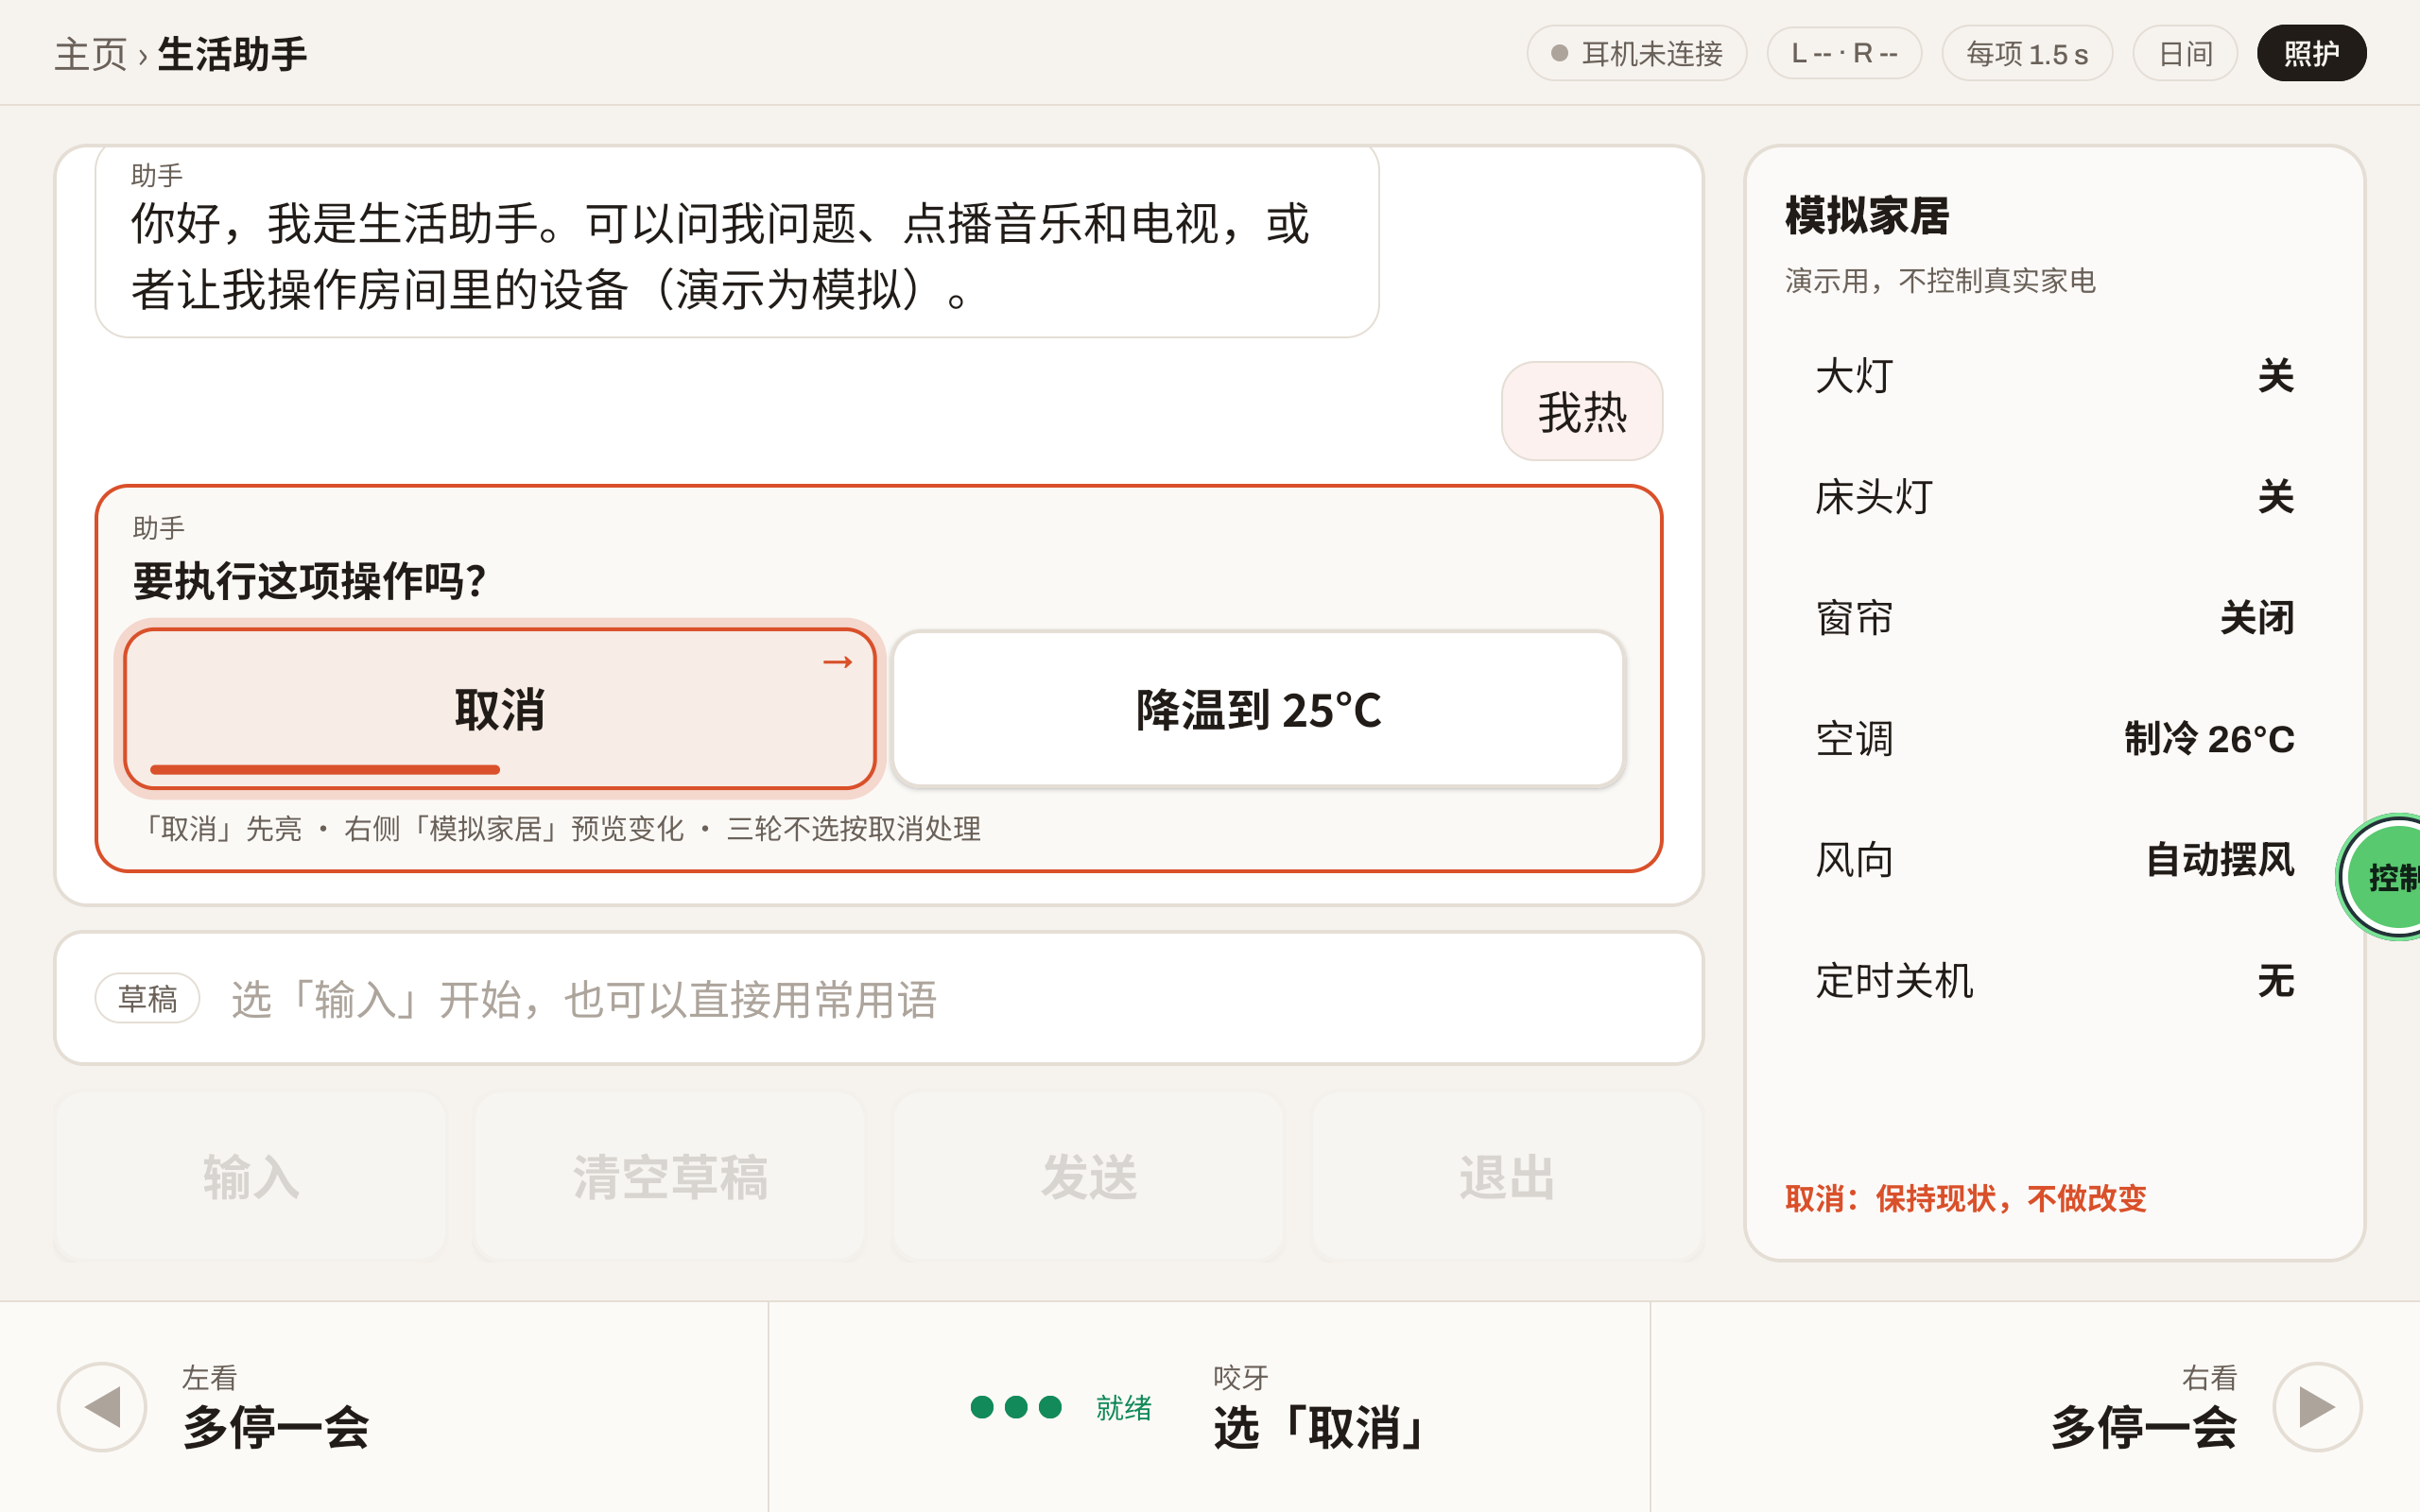 主页 › 生活助手
耳机未连接
L -- · R --
每项 1.5 s
日间
照护
助手
你好，我是生活助手。可以问我问题、点播音乐和电视，或
者让我操作房间里的设备（演示为模拟）。
我热
助手
要执行这项操作吗？
取消
→
降温到 25°C
「取消」先亮 · 右侧「模拟家居」预览变化 · 三轮不选按取消处理
草稿
选「输入」开始，也可以直接用常用语
输入
清空草稿
发送
退出
模拟家居
演示用，不控制真实家电
大灯 关
床头灯 关
窗帘 关闭
空调 制冷 26°C
风向 自动摆风
定时关机 无
取消：保持现状，不做改变
左看
多停一会
就绪
咬牙
选「取消」
右看
多停一会